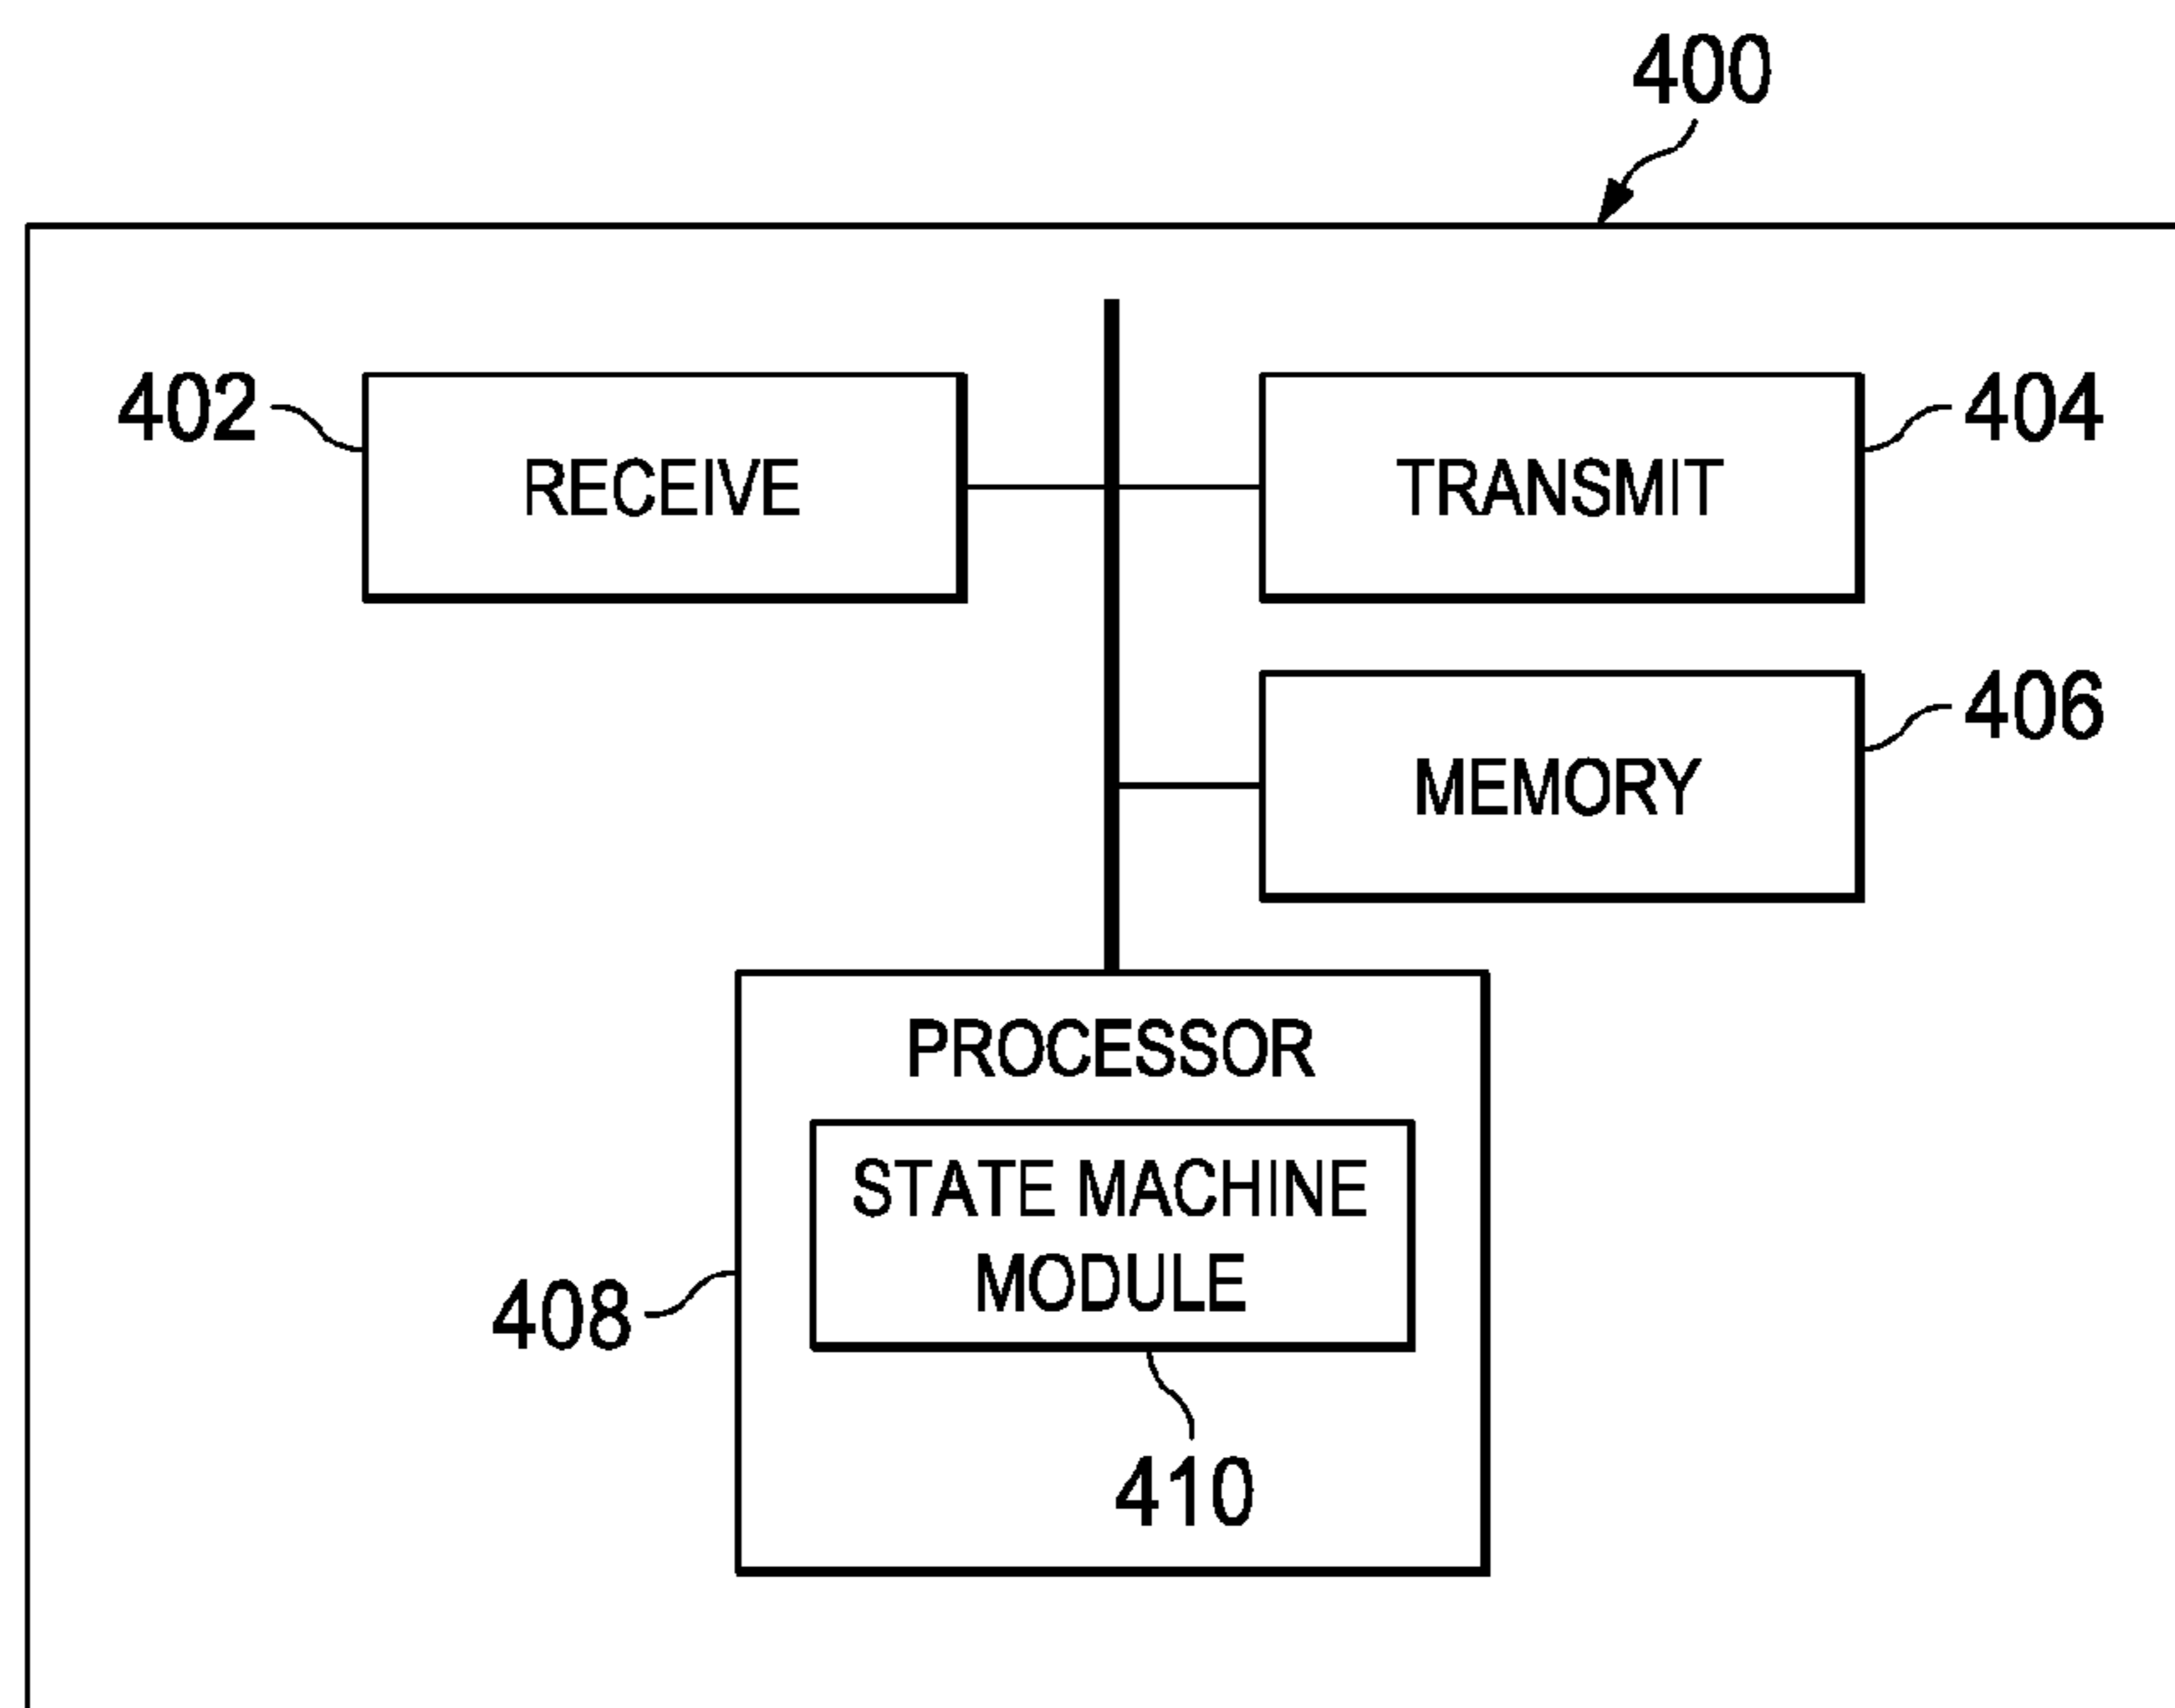 400
402
RECEIVE
TRANSMIT
404
MEMORY
406
PROCESSOR
STATE MACHINE
MODULE
408
410